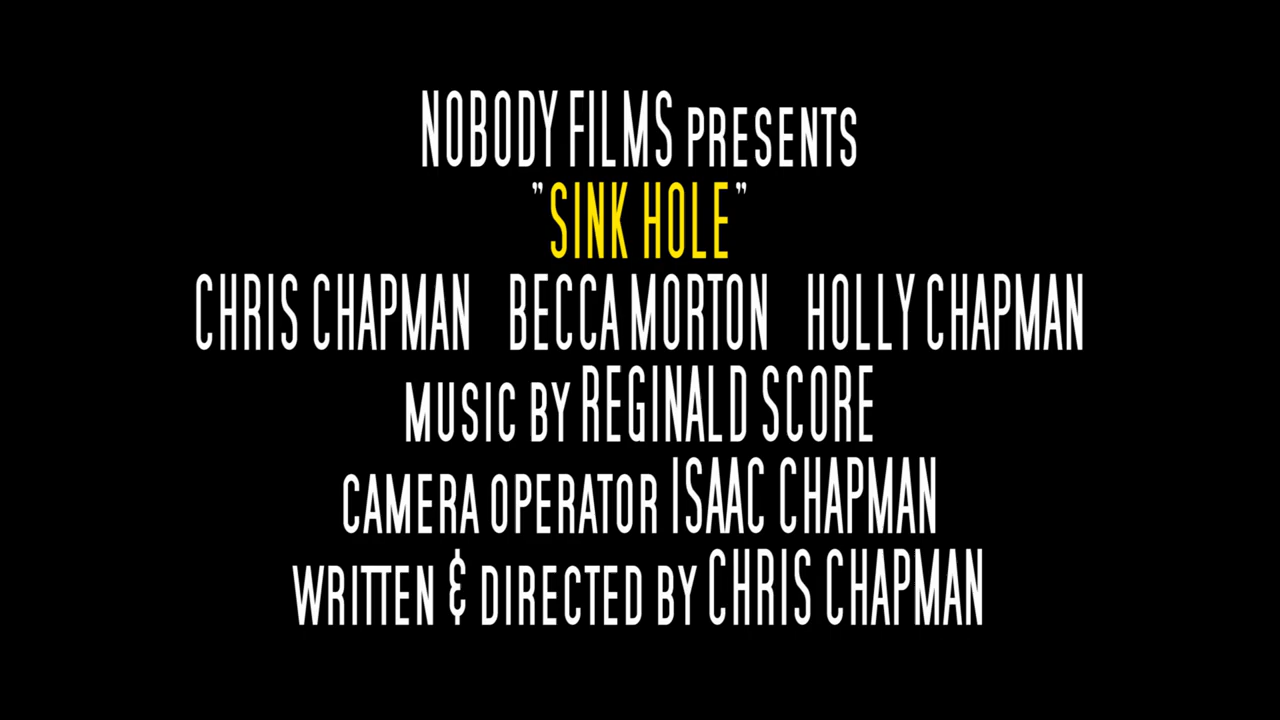 NOBODY FILMS PRESENTS
"SINK HOLE"
CHRIS CHAPMAN BECCA MORTON HOLLY CHAPMAN
MUSIC BY REGINALD SCORE
CAMERA OPERATOR ISAAC CHAPMAN
WRITTEN & DIRECTED BY CHRIS CHAPMAN